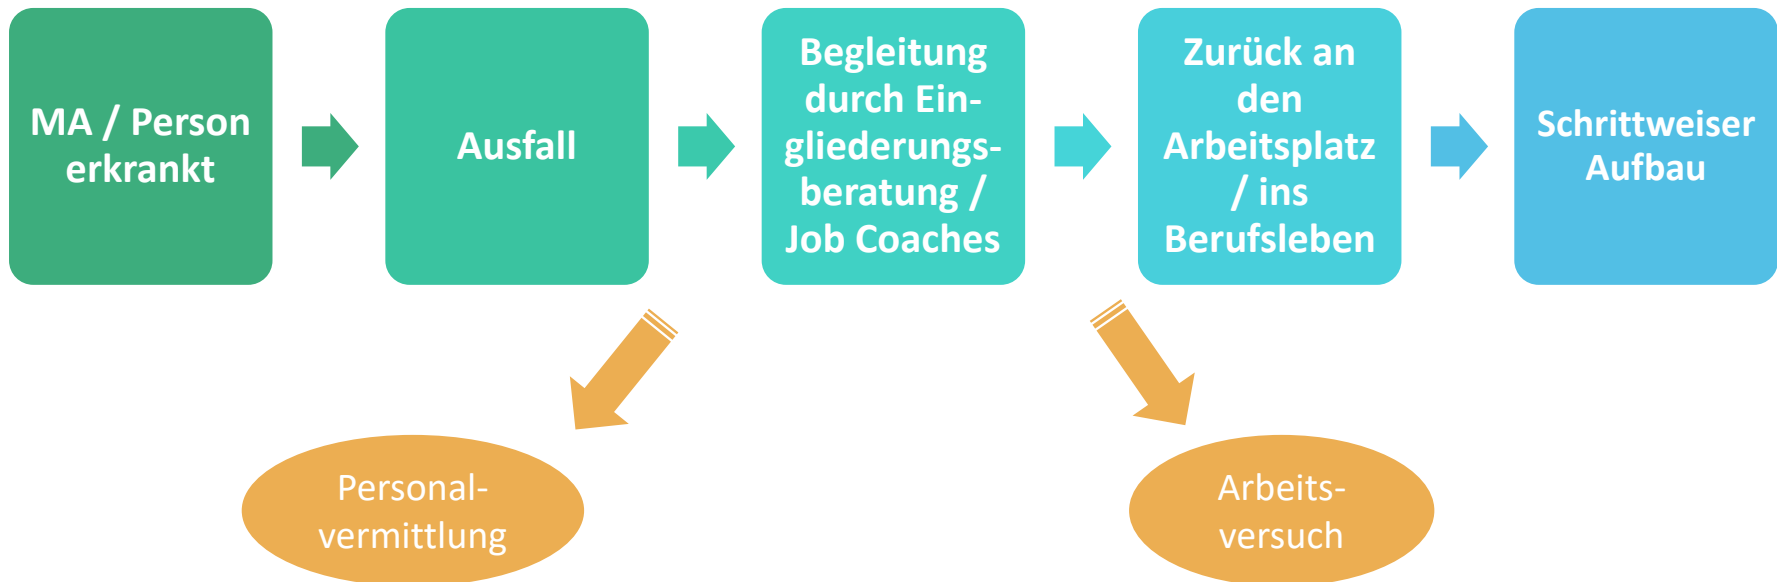 MA / Person
erkrankt
Ausfall
Begleitung
durch Ein-
gliederungs-
beratung /
Job Coaches
Zurück an
den
Arbeitsplatz
/ ins
Berufsleben
Schrittweiser
Aufbau
Personal-
vermittlung
Arbeits-
versuch